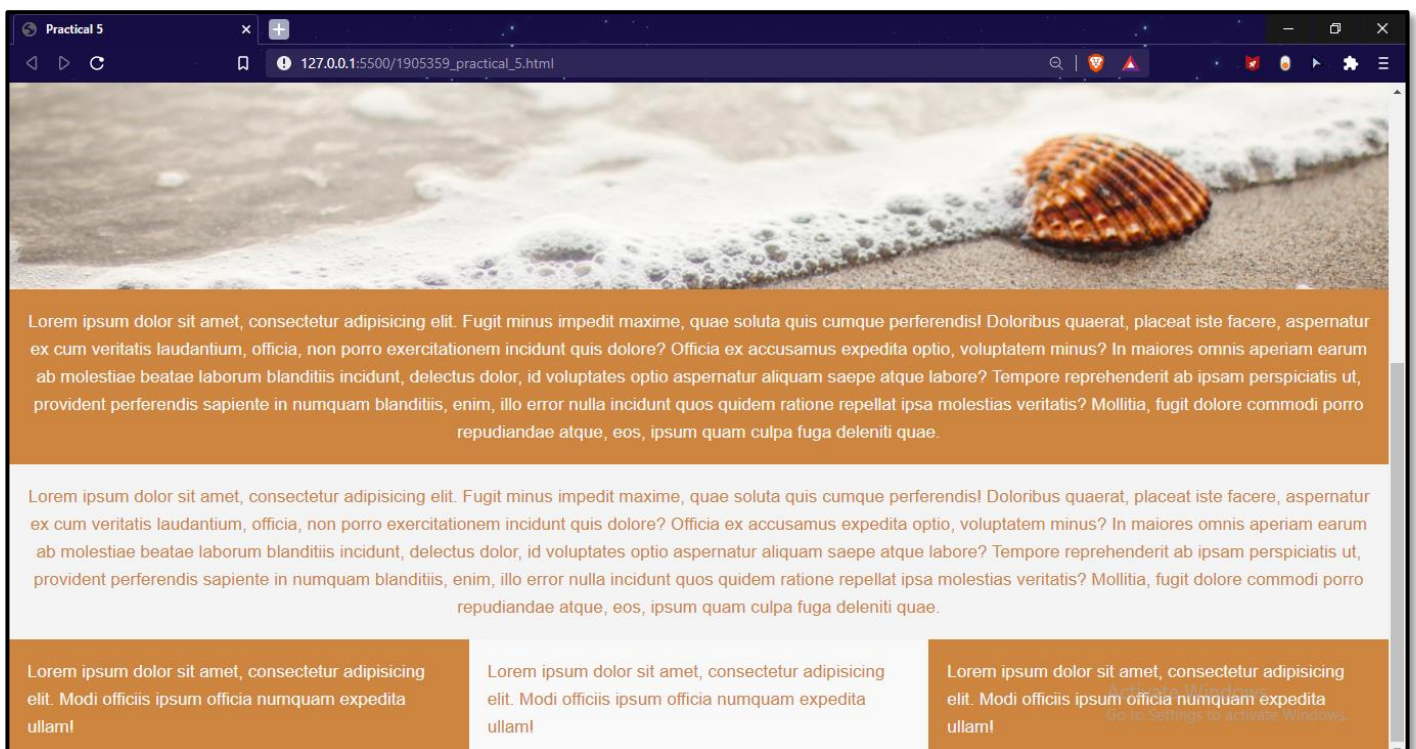 Practical 5
127.0.0.1:5500/1905359_practical_5.html
Lorem ipsum dolor sit amet, consectetur adipisicing elit. Fugit minus impedit maxime, quae soluta quis cumque perferendis! Doloribus quaerat, placeat iste facere, aspernatur
ex cum veritatis laudantium, officia, non porro exercitationem incidunt quis dolore? Officia ex accusamus expedita optio, voluptatem minus? In maiores omnis aperiam earum
ab molestiae beatae laborum blanditiis incidunt, delectus dolor, id voluptates optio aspernatur aliquam saepe atque labore? Tempore reprehenderit ab ipsam perspiciatis ut,
provident perferendis sapiente in numquam blanditiis, enim, illo error nulla incidunt quos quidem ratione repellat ipsa molestias veritatis? Mollitia, fugit dolore commodi porro
repudiandae atque, eos, ipsum quam culpa fuga deleniti quae.
Lorem ipsum dolor sit amet, consectetur adipisicing elit. Fugit minus impedit maxime, quae soluta quis cumque perferendis! Doloribus quaerat, placeat iste facere, aspernatur
ex cum veritatis laudantium, officia, non porro exercitationem incidunt quis dolore? Officia ex accusamus expedita optio, voluptatem minus? In maiores omnis aperiam earum
ab molestiae beatae laborum blanditiis incidunt, delectus dolor, id voluptates optio aspernatur aliquam saepe atque labore? Tempore reprehenderit ab ipsam perspiciatis ut,
provident perferendis sapiente in numquam blanditiis, enim, illo error nulla incidunt quos quidem ratione repellat ipsa molestias veritatis? Mollitia, fugit dolore commodi porro
repudiandae atque, eos, ipsum quam culpa fuga deleniti quae.
Lorem ipsum dolor sit amet, consectetur adipisicing
elit. Modi officiis ipsum officia numquam expedita
ullam!
Lorem ipsum dolor sit amet, consectetur adipisicing
elit. Modi officiis ipsum officia numquam expedita
ullam!
Lorem ipsum dolor sit amet, consectetur adipisicing
elit. Modi officiis ipsum officia numquam expedita
ullam!
Activate Windows
Go to Settings to activate Windows.